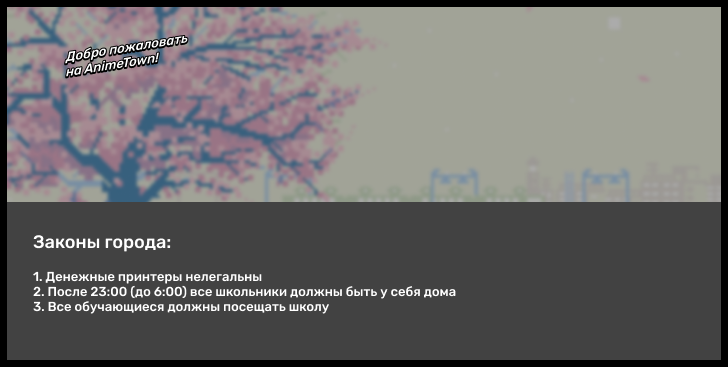 Добро пожаловать
на AnimeTown!
Законы города:
1. Денежные принтеры нелегальны
2. После 23:00 (до 6:00) все школьники должны быть у себя дома
3. Все обучающиеся должны посещать школу